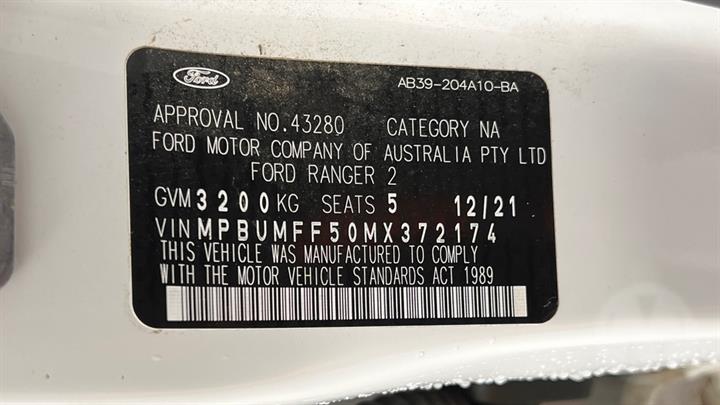 Ford
AB39-204A10-BA
APPROVAL NO.43280 CATEGORY NA
FORD MOTOR COMPANY OF AUSTRALIA PTY LTD
FORD RANGER 2
GVM 3200KG SEATS 5 12/21
VIN MPBUMFF50MX372174
THIS VEHICLE WAS MANUFACTURED TO COMPLY
WITH THE MOTOR VEHICLE STANDARDS ACT 1989